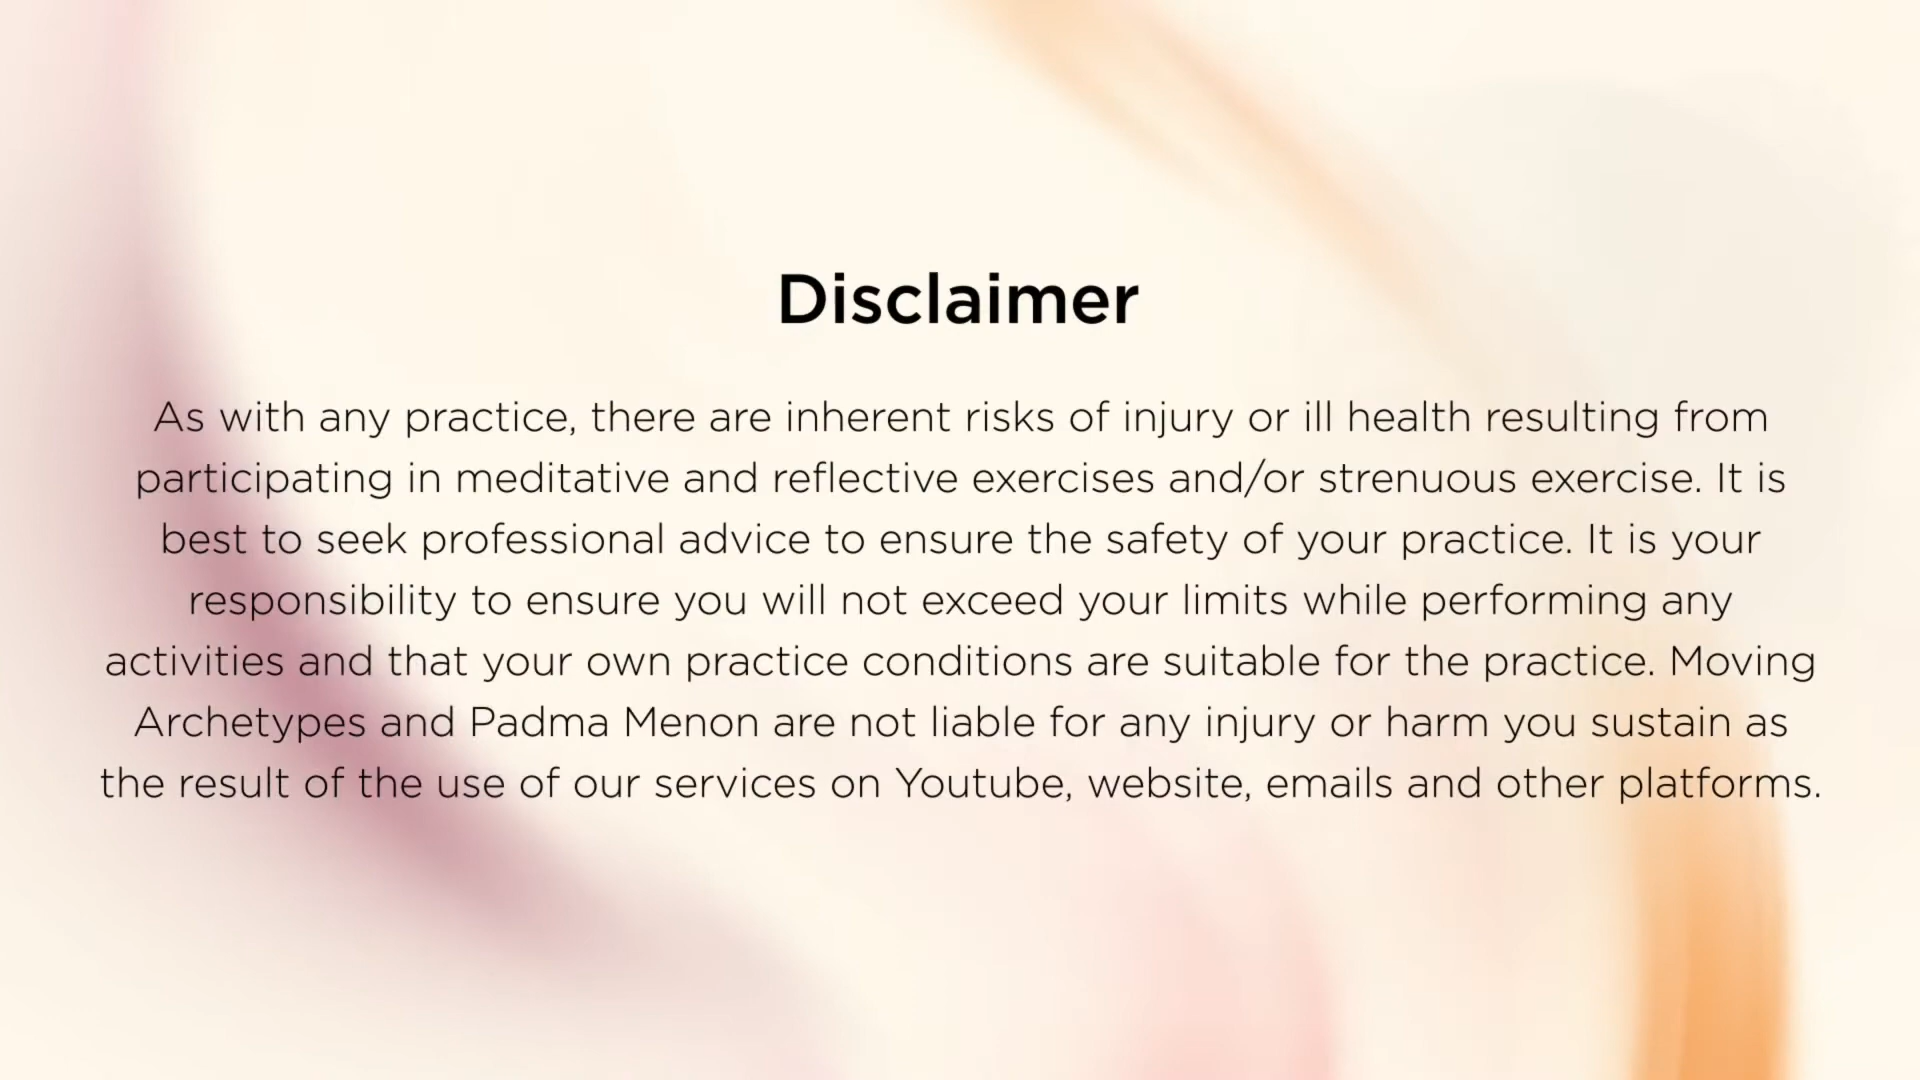 Disclaimer
As with any practice, there are inherent risks of injury or ill health resulting from
participating in meditative and reflective exercises and/or strenuous exercise. It is
best to seek professional advice to ensure the safety of your practice. It is your
responsibility to ensure you will not exceed your limits while performing any
activities and that your own practice conditions are suitable for the practice. Moving
Archetypes and Padma Menon are not liable for any injury or harm you sustain as
the result of the use of our services on Youtube, website, emails and other platforms.